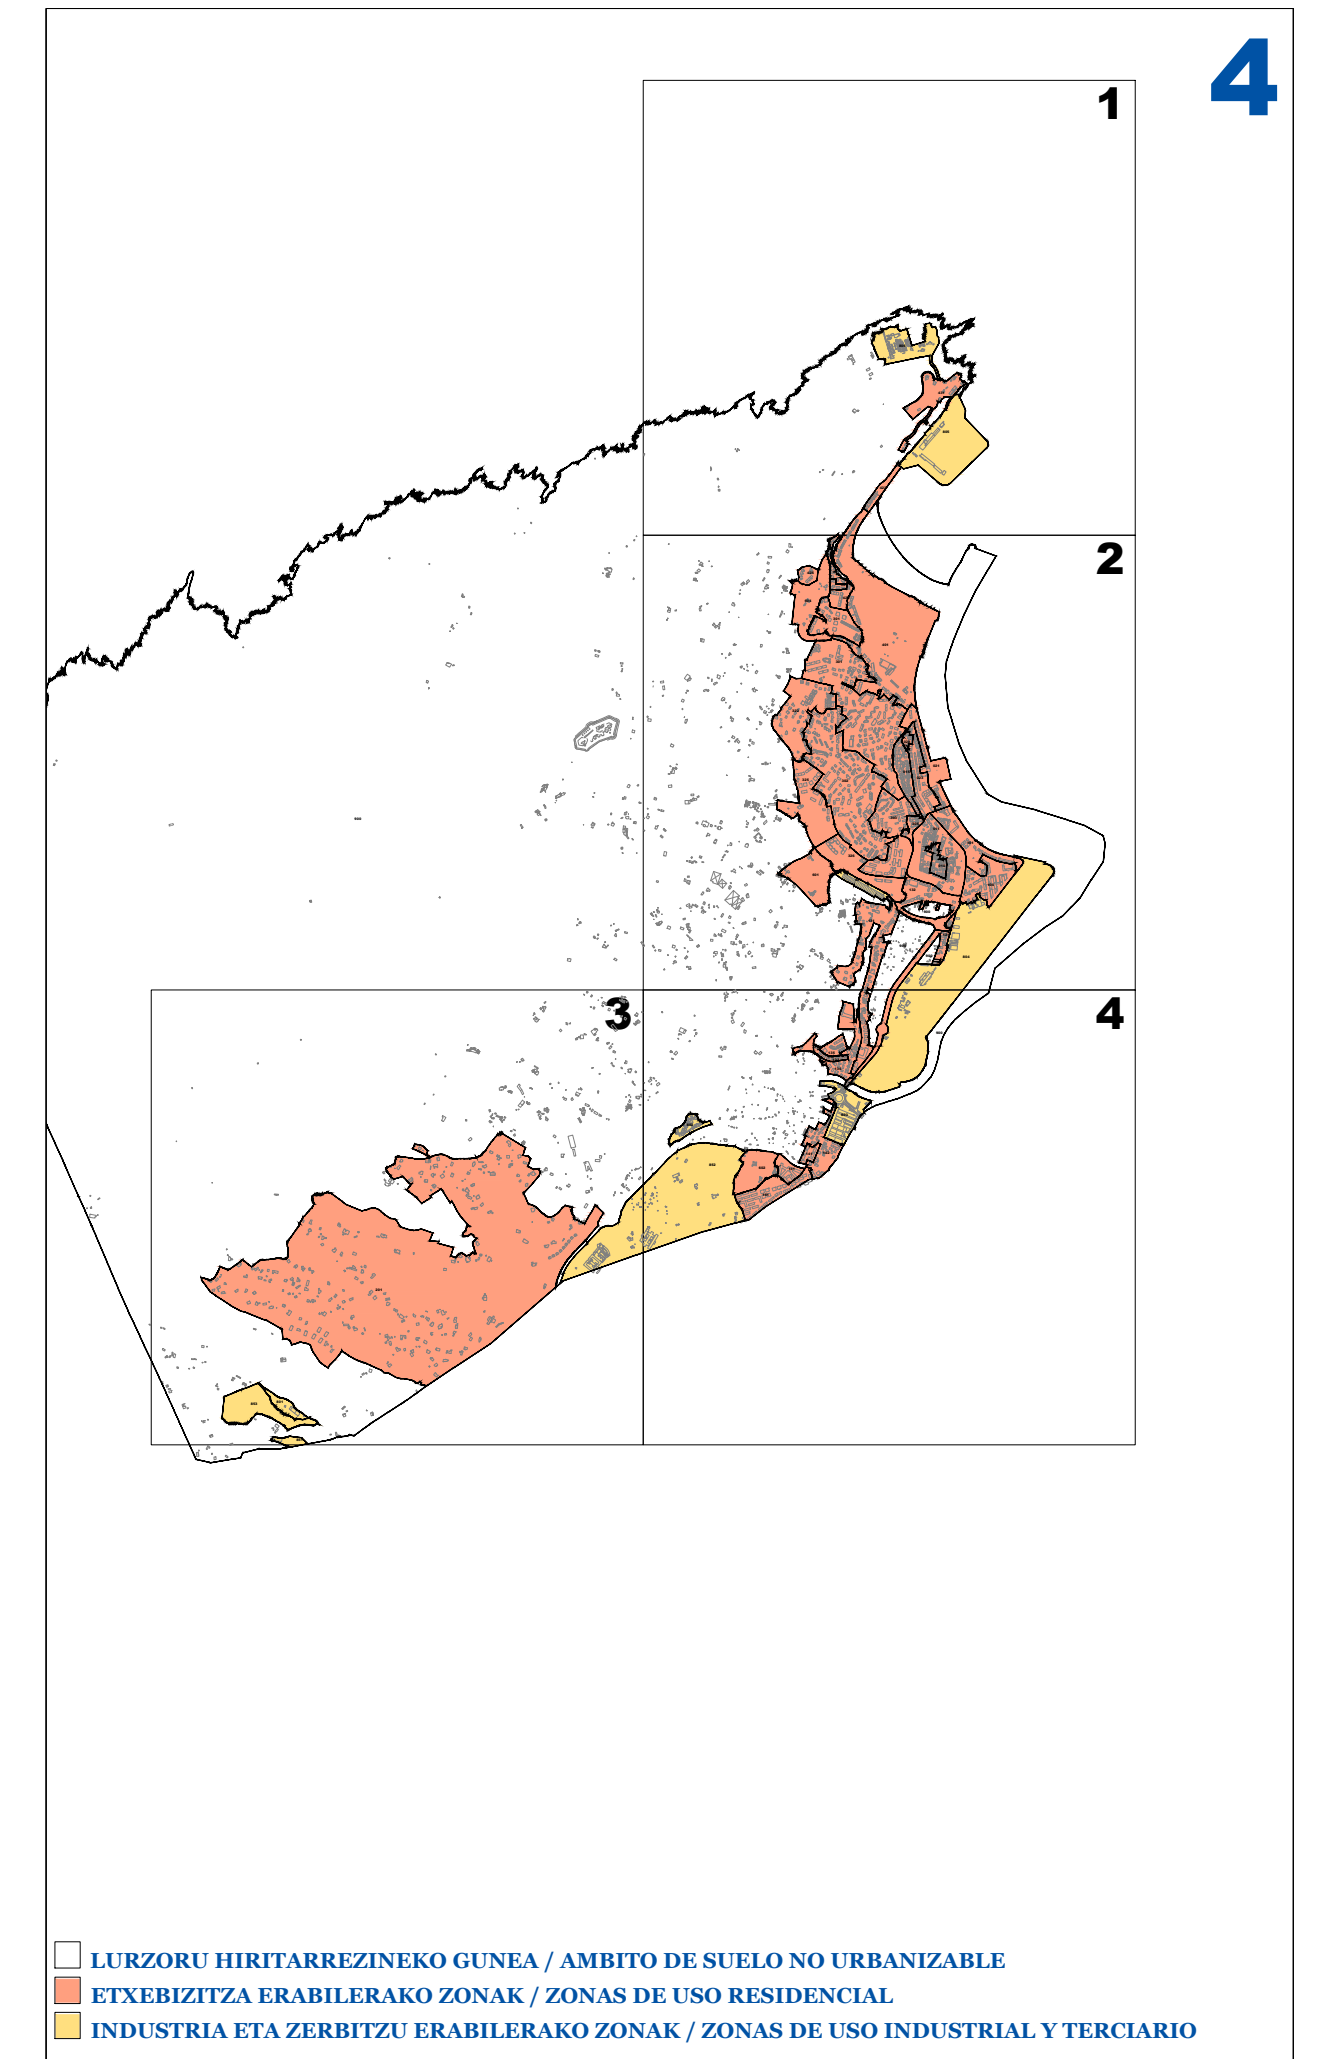 4
1
2
3
4
LURZORU HIRITARREZINEKO GUNEA / AMBITO DE SUELO NO URBANIZABLE
ETXEBIZITZA ERABILERAKO ZONAK / ZONAS DE USO RESIDENCIAL
INDUSTRIA ETA ZERBITZU ERABILERAKO ZONAK / ZONAS DE USO INDUSTRIAL Y TERCIARIO